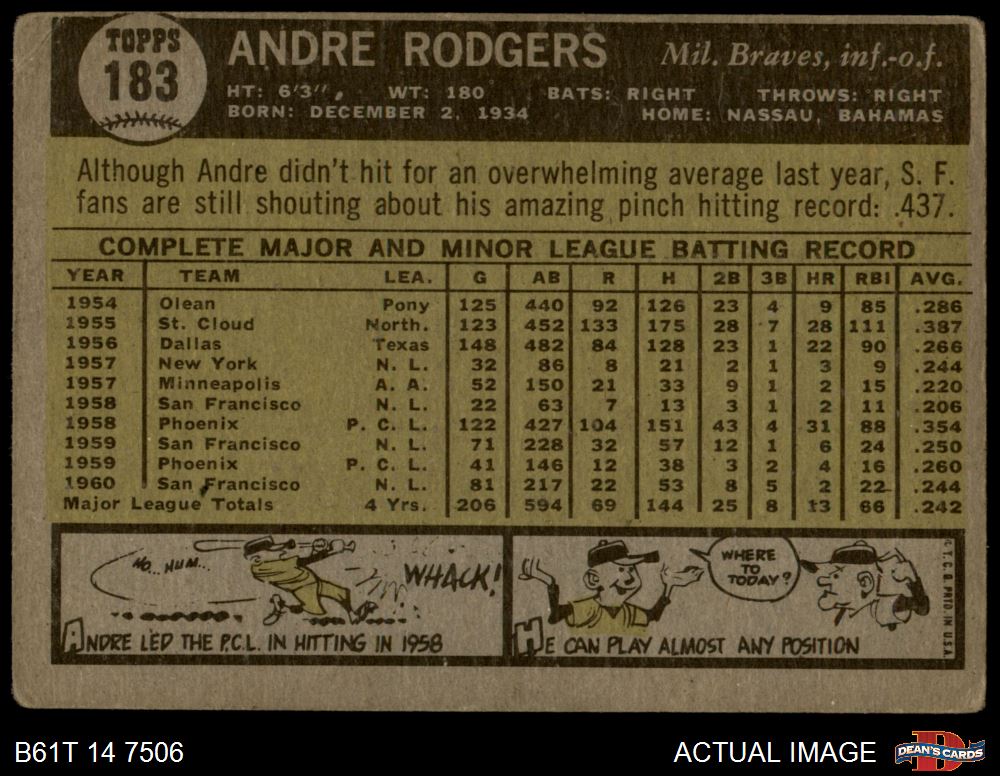 TOPPS
183
ANDRE RODGERS Mil. Braves, inf.-o.f.
HT: 6'3", WT: 180 BATS: RIGHT THROWS: RIGHT
BORN: DECEMBER 2, 1934 HOME: NASSAU, BAHAMAS
Although Andre didn't hit for an overwhelming average last year, S. F.
fans are still shouting about his amazing pinch hitting record: .437.
COMPLETE MAJOR AND MINOR LEAGUE BATTING RECORD
YEAR TEAM LEA. G AB R H 2B 3B HR RBI AVG.
1954 Olean Pony 125 440 92 126 23 4 9 85 .286
1955 St. Cloud North. 123 452 133 175 28 7 28 111 .387
1956 Dallas Texas 148 482 84 128 23 1 22 90 .266
1957 New York N. L. 32 86 8 21 2 1 3 9 .244
1957 Minneapolis A. A. 52 150 21 33 9 1 2 15 .220
1958 San Francisco N. L. 22 63 7 13 3 1 2 11 .206
1958 Phoenix P. C. L. 122 427 104 151 43 4 31 88 .354
1959 San Francisco N. L. 71 228 32 57 12 1 6 24 .250
1959 Phoenix P. C. L. 41 146 12 38 3 2 4 16 .260
1960 San Francisco N. L. 81 217 22 53 8 5 2 22 .244
Major League Totals 4 Yrs. 206 594 69 144 25 8 13 66 .242
HO... HUM...
WHACK!
ANDRE LED THE P.C.L. IN HITTING IN 1958
WHERE
TO
TODAY?
HE CAN PLAY ALMOST ANY POSITION
© T. C. G. PRTD. IN U.S.A.
B61T 14 7506
ACTUAL IMAGE
DEAN'S CARDS